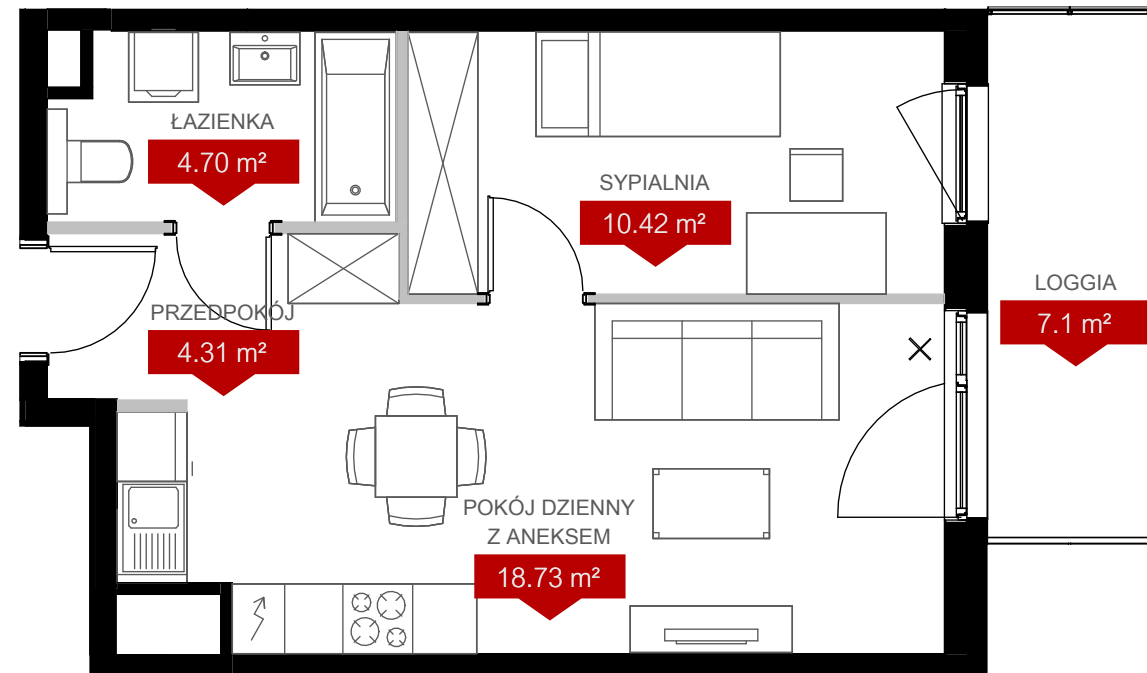 ŁAZIENKA
4.70 m²
SYPIALNIA
10.42 m²
LOGGIA
7.1 m²
PRZEDPOKÓJ
4.31 m²
POKÓJ DZIENNY
Z ANEKSEM
18.73 m²